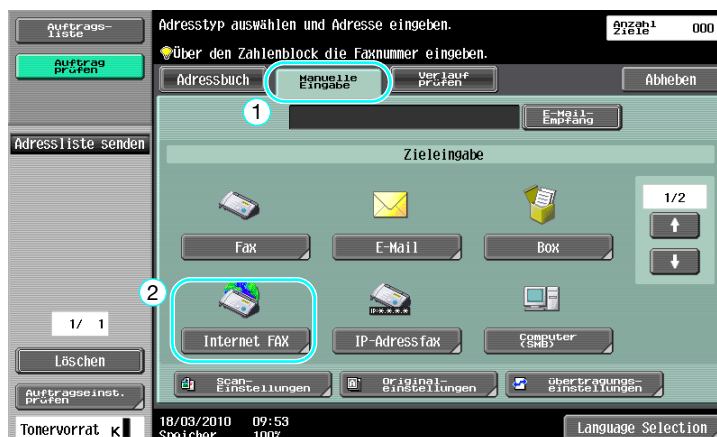 Auftrags-
liste
Auftrag
prüfen
Adressliste senden
1/ 1
Löschen
Auftragseinst.
prüfen
Tonervorrat K
Adresstyp auswählen und Adresse eingeben.
Anzahl
Ziele 000
Über den Zahlenblock die Faxnummer eingeben.
Adressbuch
Manuelle
Eingabe
Verlauf
prüfen
Abheben
1
E-Mail-
Empfang
Zieleingabe
1/2
Fax
E-Mail
Box
2
IP*.*.*.*
Internet FAX
IP-Adressfax
Computer
(SMB)
Scan-
Einstellungen
Original-
einstellungen
übertragungs-
einstellungen
18/03/2010 09:53
Speicher 100%
Language Selection